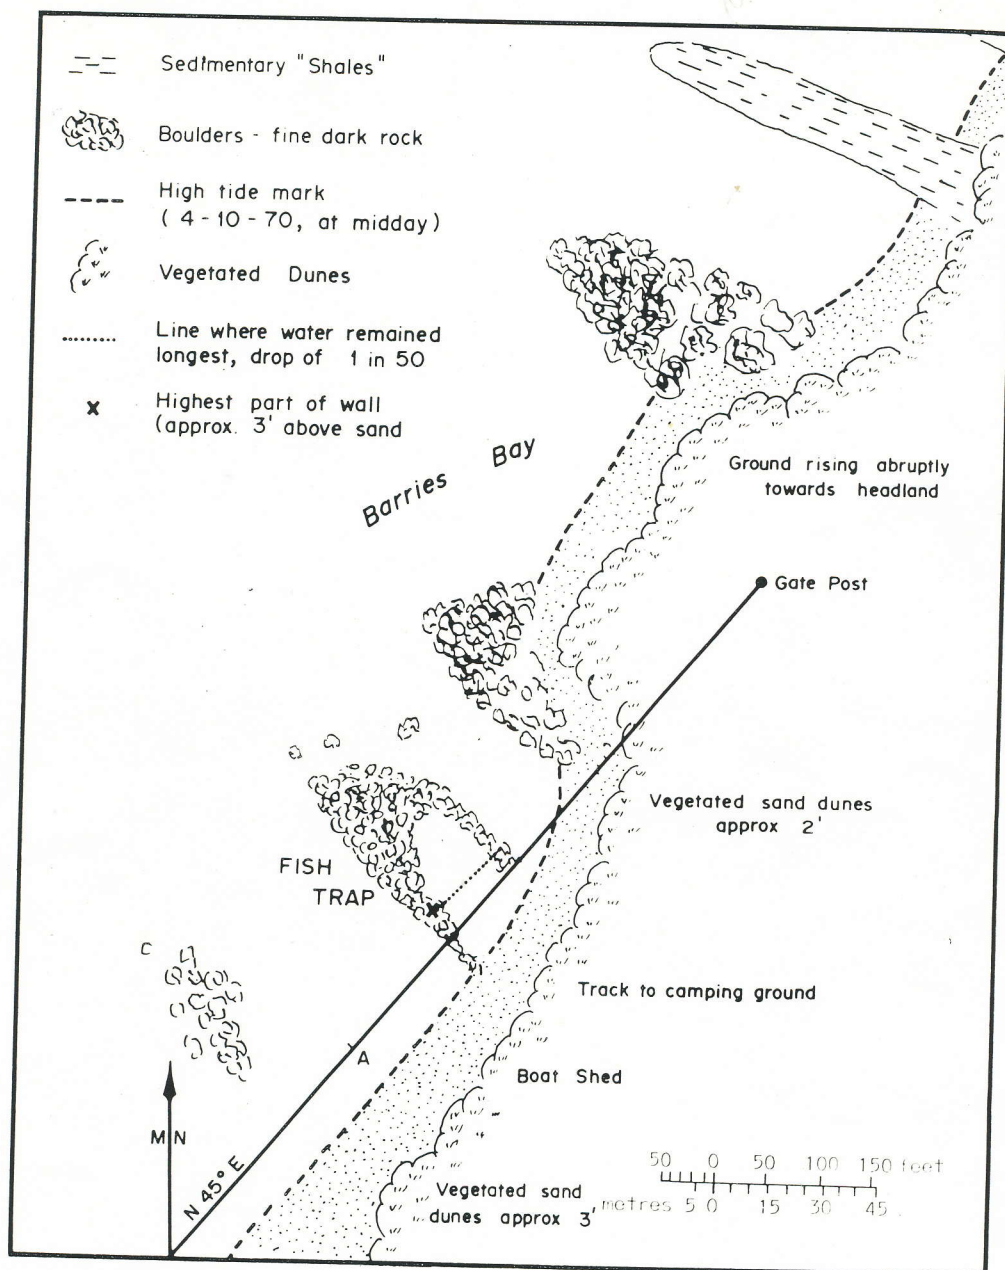 Sedimentary "Shales"
Boulders - fine dark rock
High tide mark
( 4-10-70, at midday)
Vegetated Dunes
Line where water remained
longest, drop of 1 in 50
x
Highest part of wall
(approx. 3' above sand
Barries Bay
Ground rising abruptly
towards headland
Gate Post
Vegetated sand dunes
approx 2'
FISH
TRAP
x
C
Track to camping ground
A
Boat Shed
MN
N 45° E
Vegetated sand
dunes approx 3'
50 0 50 100 150 feet
metres 5 0 15 30 45